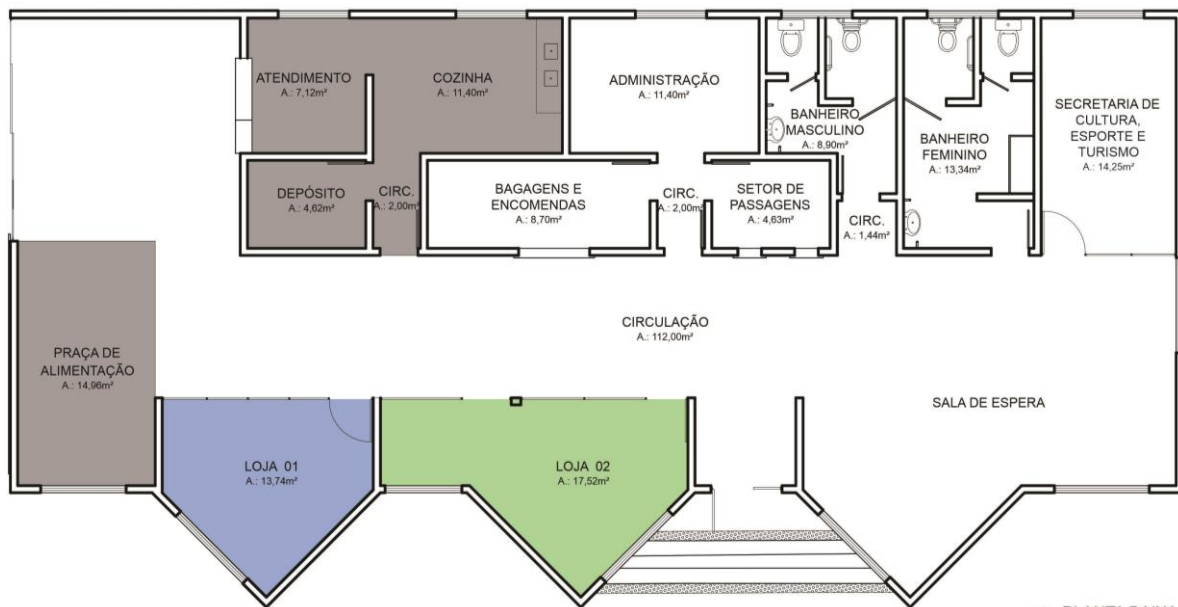 ATENDIMENTO
A.: 7,12m²
COZINHA
A.: 11,40m²
ADMINISTRAÇÃO
A.: 11,40m²
BANHEIRO
MASCULINO
A.: 8,90m²
BANHEIRO
FEMININO
A.: 13,34m²
SECRETARIA DE
CULTURA,
ESPORTE E
TURISMO
A.: 14,25m²
DEPÓSITO
A.: 4,62m²
CIRC.
A.: 2,00m²
BAGAGENS E
ENCOMENDAS
A.: 8,70m²
CIRC.
A.: 2,00m²
SETOR DE
PASSAGENS
A.: 4,63m²
CIRC.
A.: 1,44m²
CIRCULAÇÃO
A.: 112,00m²
PRAÇA DE
ALIMENTAÇÃO
A.: 14,96m²
SALA DE ESPERA
LOJA 01
A.: 13,74m²
LOJA 02
A.: 17,52m²